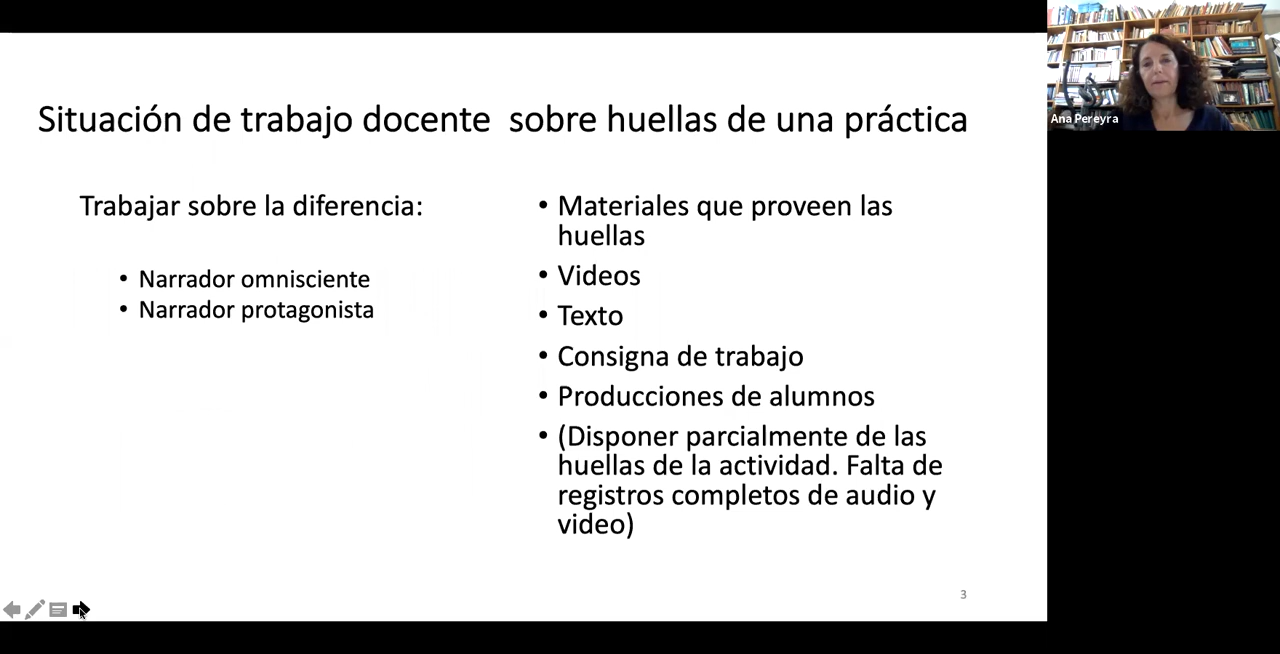 Situación de trabajo docente sobre huellas de una práctica
Trabajar sobre la diferencia:
• Narrador omnisciente
• Narrador protagonista
• Materiales que proveen las
huellas
• Videos
• Texto
• Consigna de trabajo
• Producciones de alumnos
• (Disponer parcialmente de las
huellas de la actividad. Falta de
registros completos de audio y
video)
3
Ana Pereyra